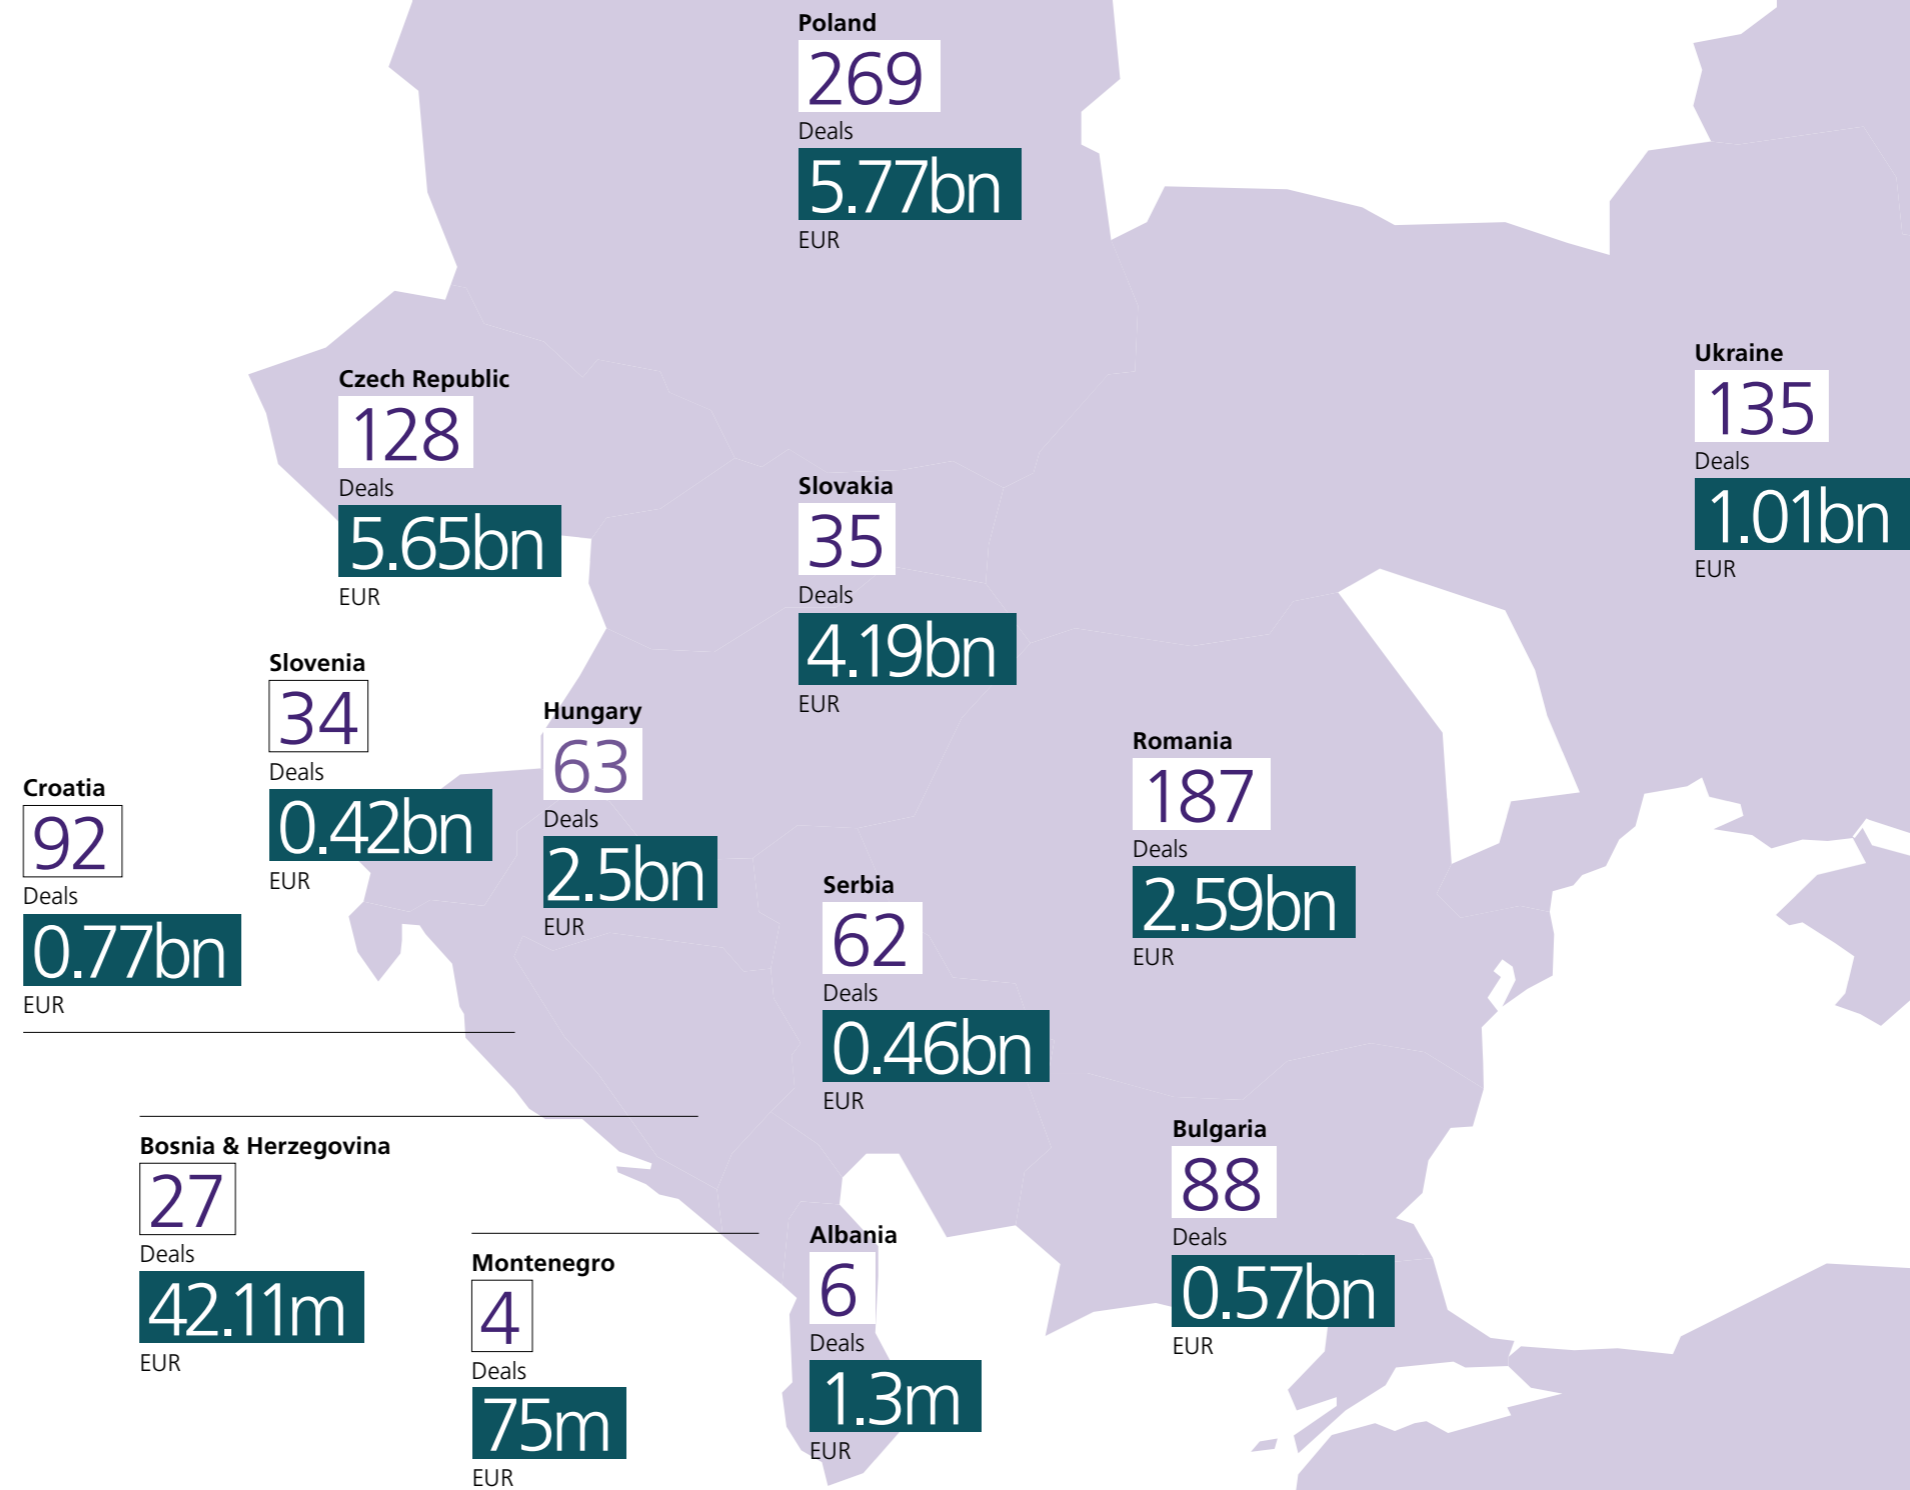 Poland
269
Deals
5.77bn
EUR
Ukraine
135
Deals
1.01bn
EUR
Czech Republic
128
Deals
5.65bn
EUR
Slovakia
35
Deals
4.19bn
EUR
Slovenia
34
Deals
0.42bn
EUR
Hungary
63
Deals
2.5bn
EUR
Romania
187
Deals
2.59bn
EUR
Croatia
92
Deals
0.77bn
EUR
Serbia
62
Deals
0.46bn
EUR
Bulgaria
88
Deals
0.57bn
EUR
Bosnia & Herzegovina
27
Deals
42.11m
EUR
Montenegro
4
Deals
75m
EUR
Albania
6
Deals
1.3m
EUR